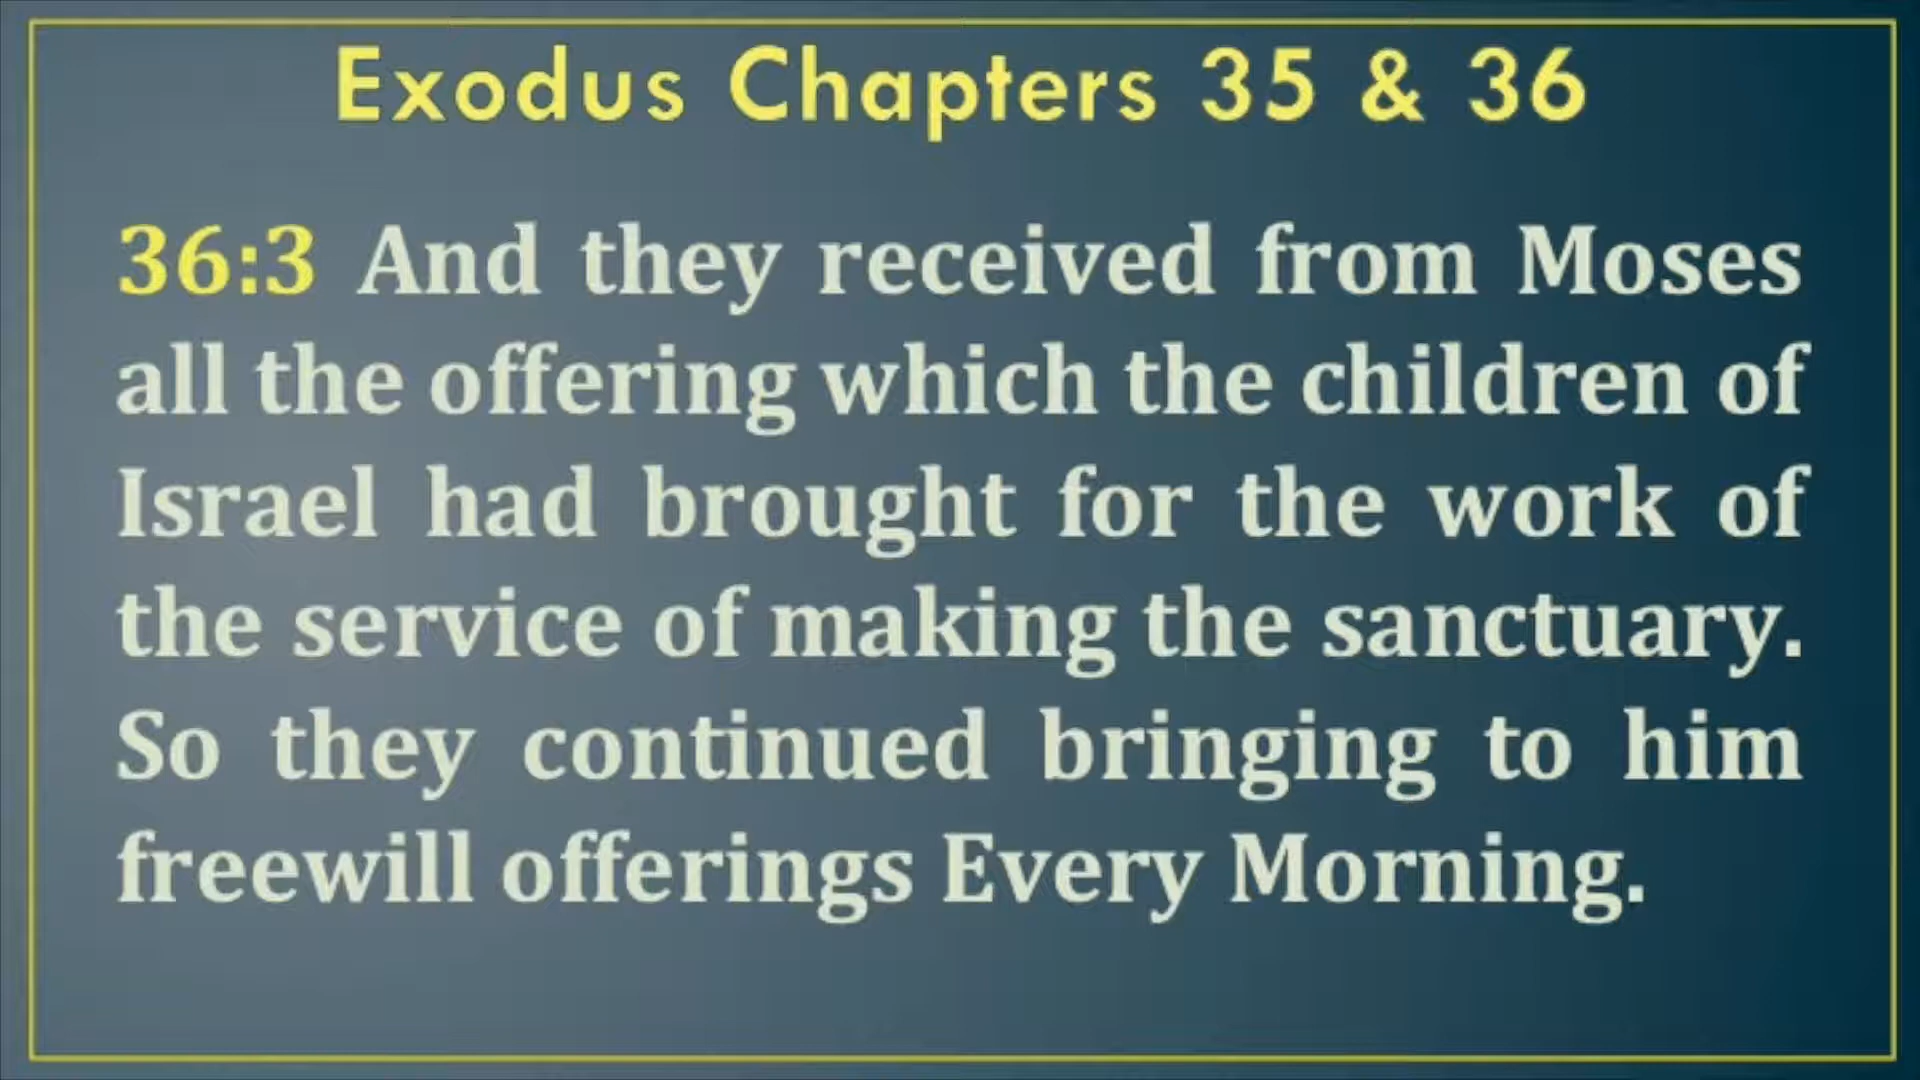 Exodus Chapters 35 & 36
36:3 And they received from Moses
all the offering which the children of
Israel had brought for the work of
the service of making the sanctuary.
So they continued bringing to him
freewill offerings Every Morning.